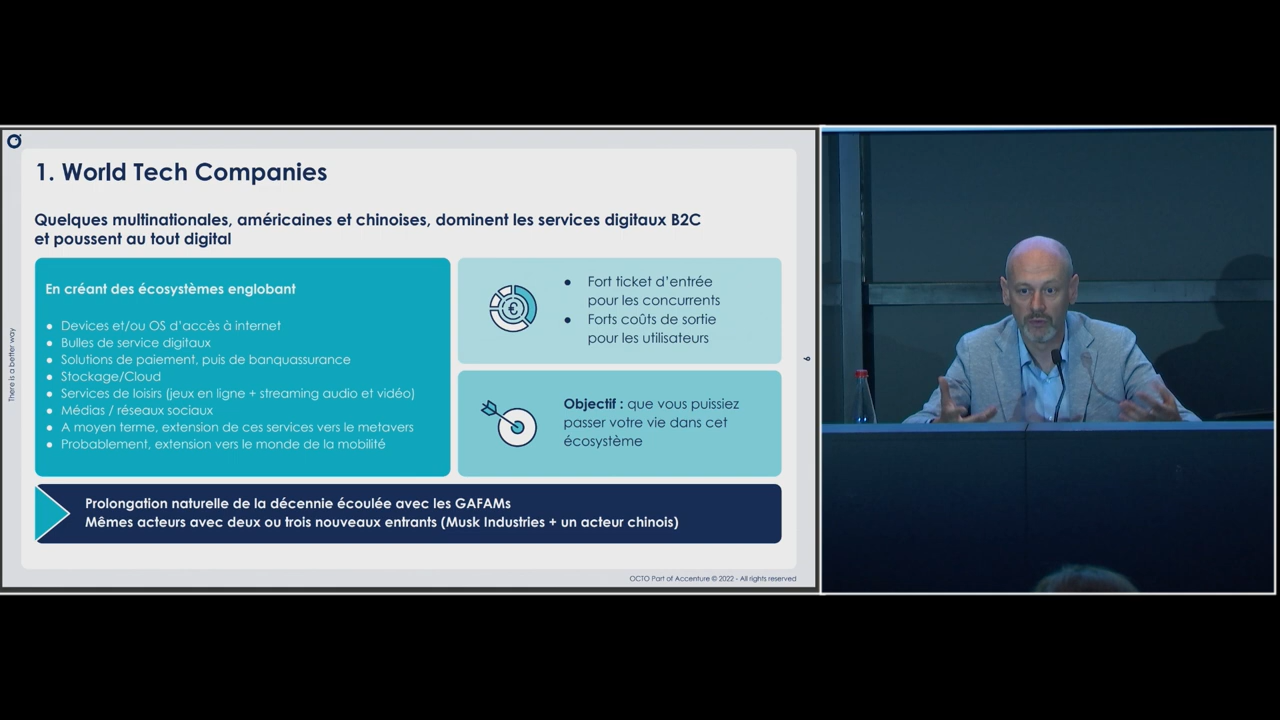 There is a better way
1. World Tech Companies
Quelques multinationales, américaines et chinoises, dominent les services digitaux B2C
et poussent au tout digital
En créant des écosystèmes englobant
● Devices et/ou OS d'accès à internet
● Bulles de service digitaux
● Solutions de paiement, puis de banquassurance
● Stockage/Cloud
● Services de loisirs (jeux en ligne + streaming audio et vidéo)
● Médias / réseaux sociaux
● A moyen terme, extension de ces services vers le metavers
● Probablement, extension vers le monde de la mobilité
€
● Fort ticket d'entrée
pour les concurrents
● Forts coûts de sortie
pour les utilisateurs
Objectif : que vous puissiez
passer votre vie dans cet
écosystème
Prolongation naturelle de la décennie écoulée avec les GAFAMs
Mêmes acteurs avec deux ou trois nouveaux entrants (Musk Industries + un acteur chinois)
OCTO Part of Accenture © 2022 - All rights reserved